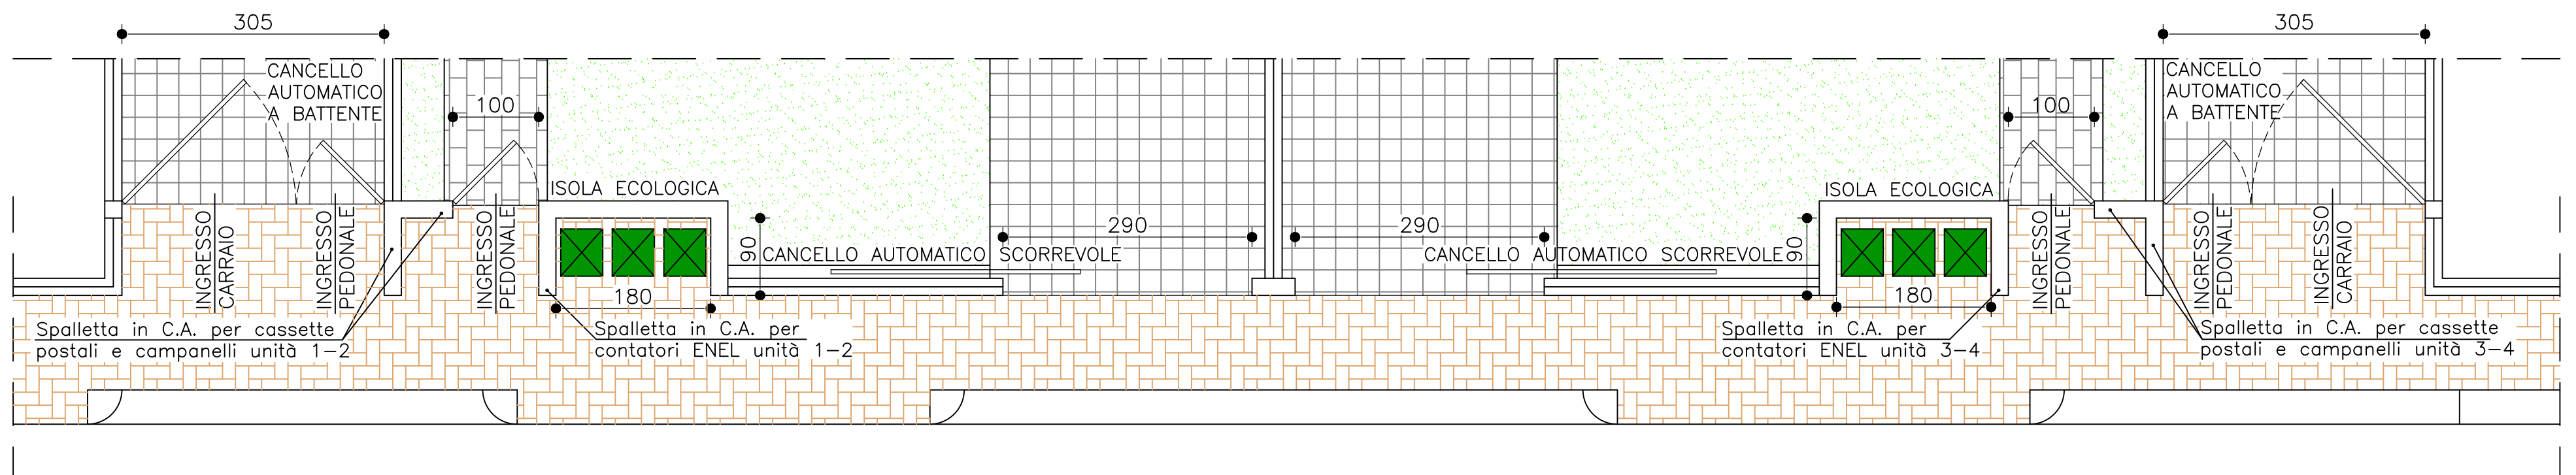 305
305
CANCELLO
AUTOMATICO
A BATTENTE
100
CANCELLO
AUTOMATICO
A BATTENTE
100
ISOLA ECOLOGICA
ISOLA ECOLOGICA
INGRESSO
CARRAIO
INGRESSO
PEDONALE
INGRESSO
PEDONALE
90
290
290
90
INGRESSO
PEDONALE
INGRESSO
PEDONALE
INGRESSO
CARRAIO
CANCELLO AUTOMATICO SCORREVOLE
CANCELLO AUTOMATICO SCORREVOLE
180
180
Spalletta in C.A. per cassette
postali e campanelli unità 1-2
Spalletta in C.A. per
contatori ENEL unità 1-2
Spalletta in C.A. per
contatori ENEL unità 3-4
Spalletta in C.A. per cassette
postali e campanelli unità 3-4